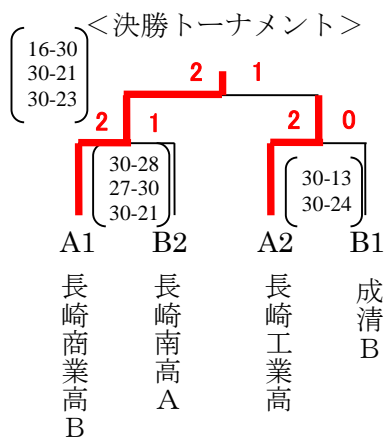 ＜決勝トーナメント＞
16-30
30-21
30-23
2 1
2 1 2 0
30-28
27-30
30-21
30-13
30-24
A1 B2 A2 B1
長崎商業高B
長崎南高A
長崎工業高
成清B